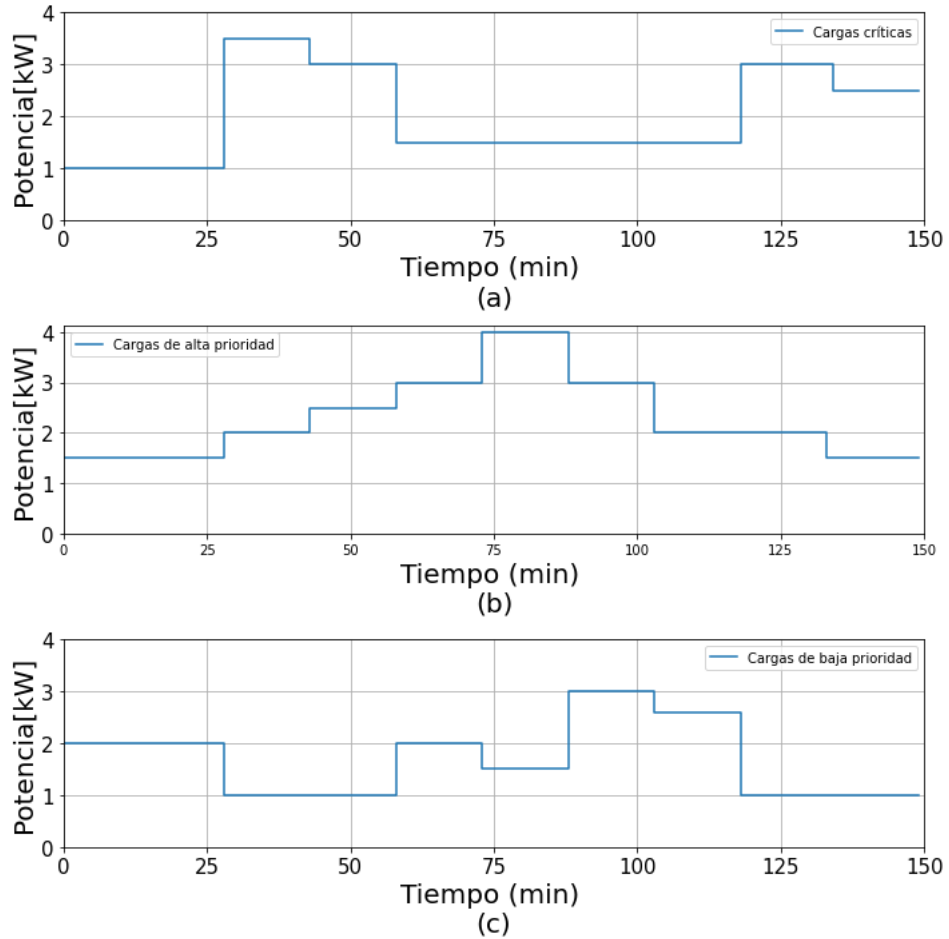 4
3
2
1
0
Potencia[kW]
Cargas críticas
0 25 50 75 100 125 150
Tiempo (min)
(a)
4
3
2
1
0
Potencia[kW]
Cargas de alta prioridad
0 25 50 75 100 125 150
Tiempo (min)
(b)
4
3
2
1
0
Potencia[kW]
Cargas de baja prioridad
0 25 50 75 100 125 150
Tiempo (min)
(c)